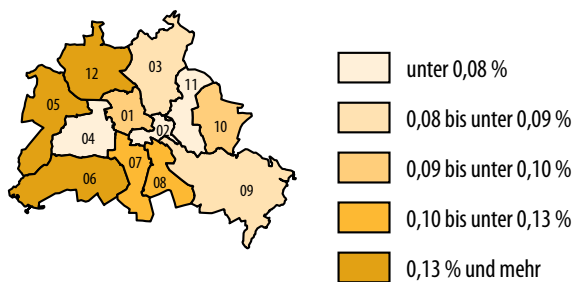 12
03
11
05
01
02
10
04
07
06
08
09
unter 0,08 %
0,08 bis unter 0,09 %
0,09 bis unter 0,10 %
0,10 bis unter 0,13 %
0,13 % und mehr